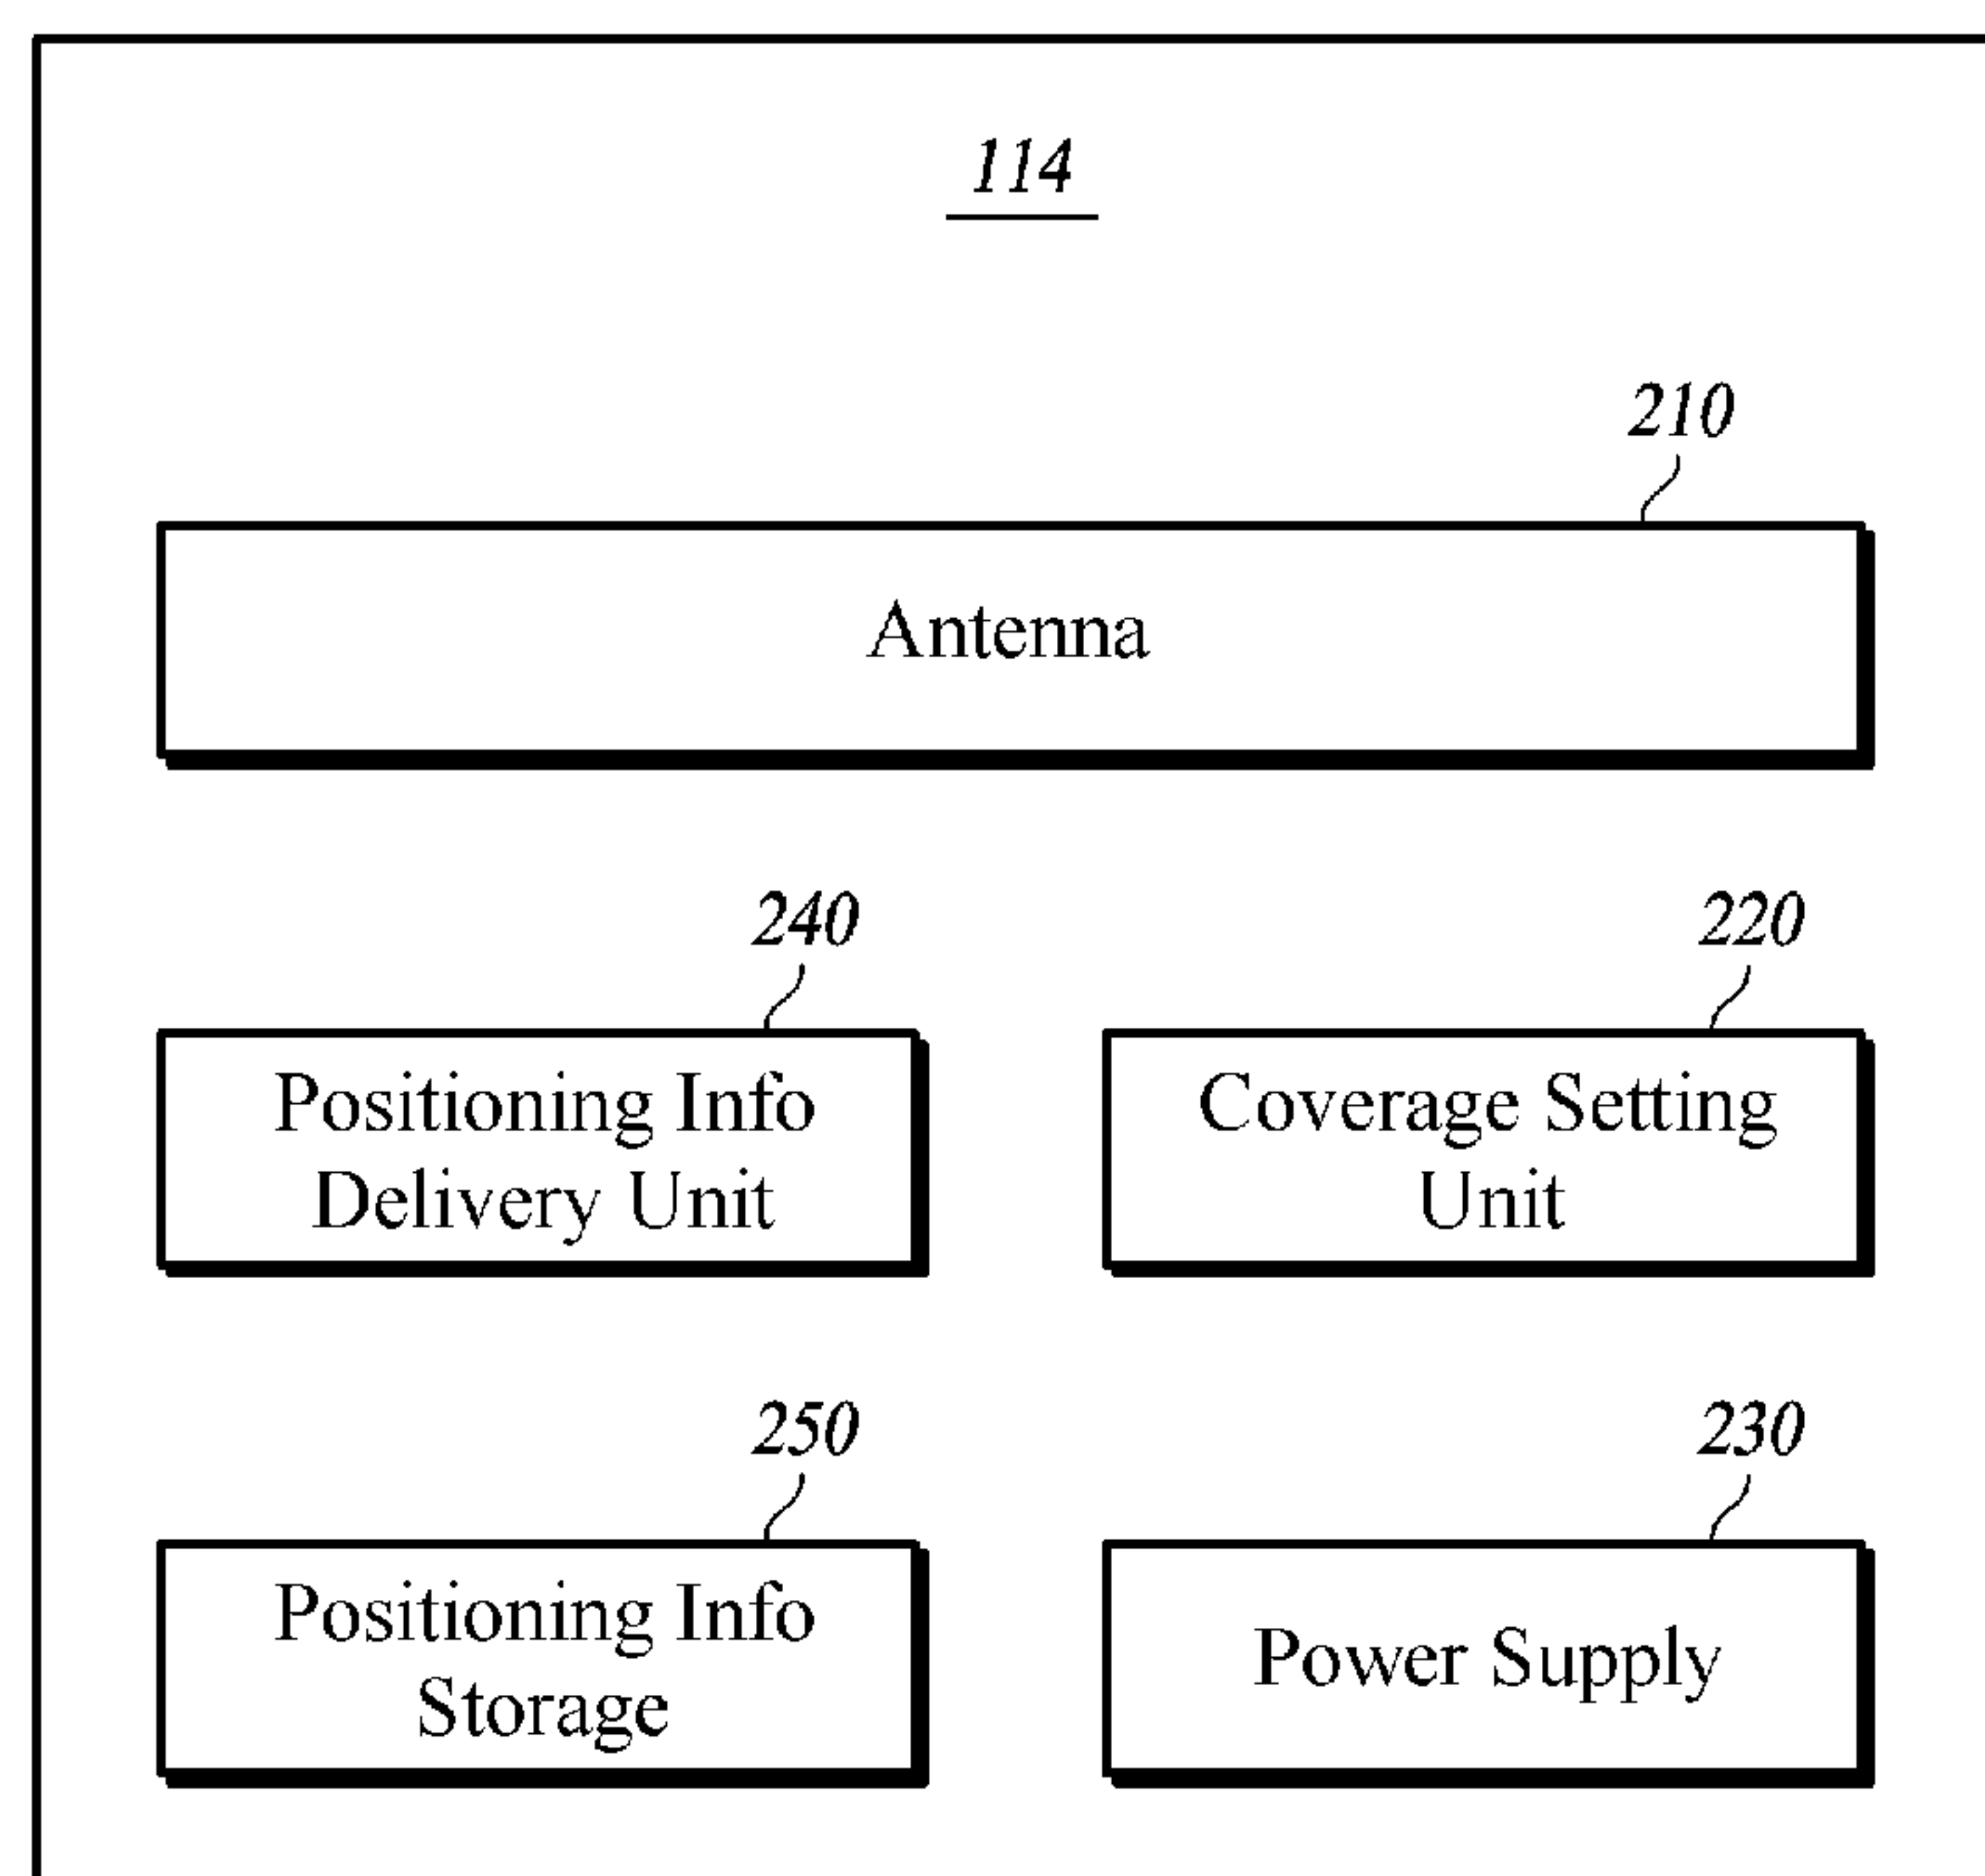 114
210
Antenna
240
220
Positioning Info
Delivery Unit
Coverage Setting
Unit
250
230
Positioning Info
Storage
Power Supply